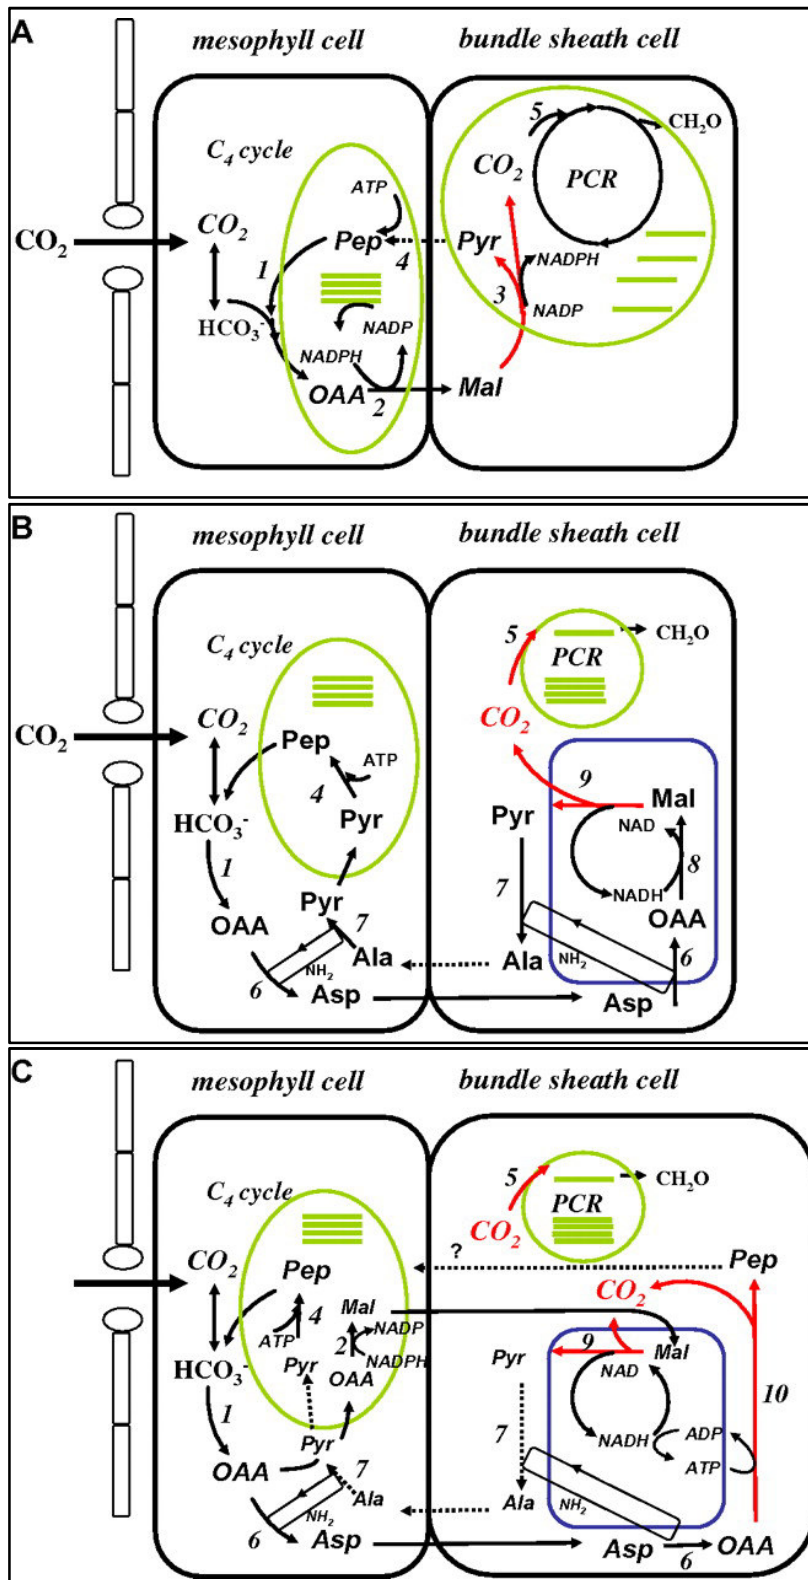 A
mesophyll cell
bundle sheath cell
C4 cycle
5
CH2O
ATP
CO2
PCR
CO2
CO2
Pep
4
Pyr
NADPH
1
3
NADP
HCO3-
NADP
NADPH
OAA
2
Mal
B
mesophyll cell
bundle sheath cell
C4 cycle
5
CH2O
PCR
CO2
CO2
CO2
Pep
ATP
9
Mal
4
NAD
HCO3-
Pyr
Pyr
8
1
7
NADH
Pyr
OAA
OAA
7
6
Ala
Ala
NH2
NH2
6
Asp
Asp
C
mesophyll cell
bundle sheath cell
5
CH2O
C4 cycle
PCR
CO2
?
CO2
Pep
Pep
Mal
CO2
4
NADP
ATP
2
9
Mal
HCO3-
Pyr
NADPH
Pyr
NAD
OAA
10
1
7
NADH
ADP
Pyr
ATP
OAA
7
Ala
Ala
NH2
NH2
6
Asp
Asp
6
OAA